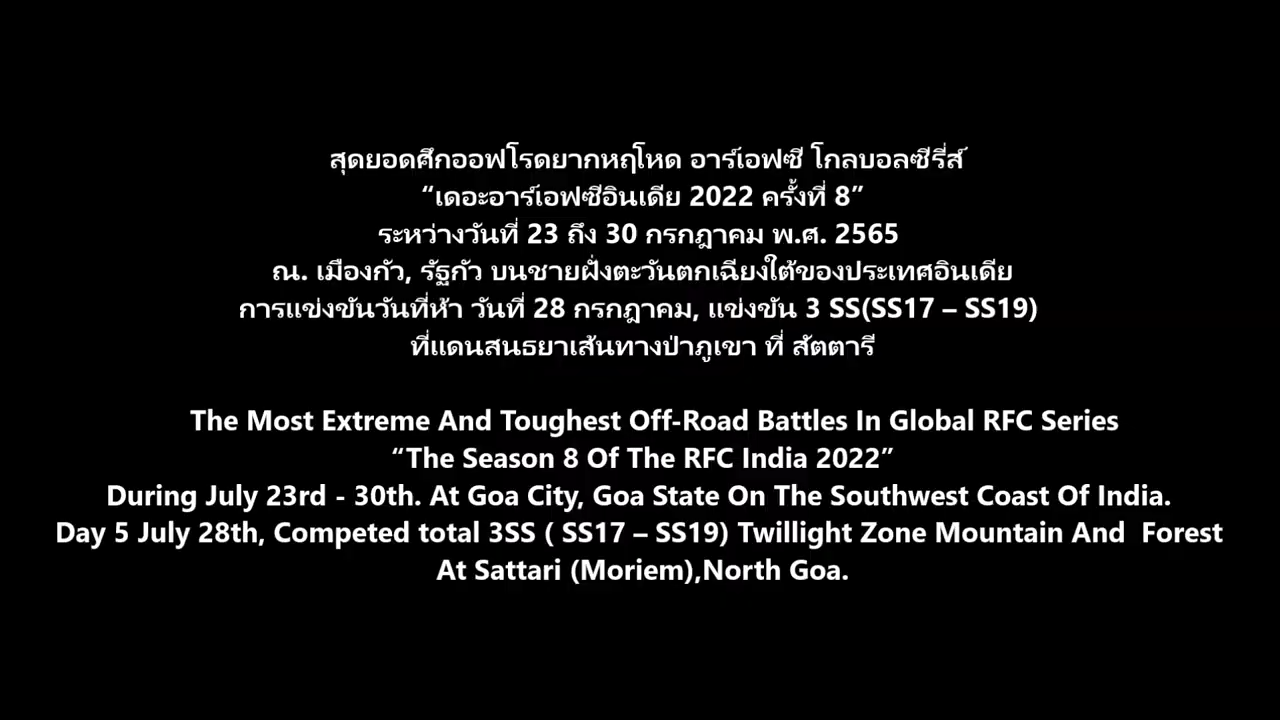 สุดยอดศึกออฟโรดยากหฤโหด อาร์เอฟซี โกลบอลซีรี่ส์
“เดอะอาร์เอฟซีอินเดีย 2022 ครั้งที่ 8”
ระหว่างวันที่ 23 ถึง 30 กรกฎาคม พ.ศ. 2565
ณ. เมืองกัว, รัฐกัว บนชายฝั่งตะวันตกเฉียงใต้ของประเทศอินเดีย
การแข่งขันวันที่ห้า วันที่ 28 กรกฎาคม, แข่งขัน 3 SS(SS17 – SS19)
ที่แดนสนธยาเส้นทางป่าภูเขา ที่ สัตตารี
The Most Extreme And Toughest Off-Road Battles In Global RFC Series
“The Season 8 Of The RFC India 2022”
During July 23rd - 30th. At Goa City, Goa State On The Southwest Coast Of India.
Day 5 July 28th, Competed total 3SS ( SS17 – SS19) Twillight Zone Mountain And  Forest
At Sattari (Moriem),North Goa.